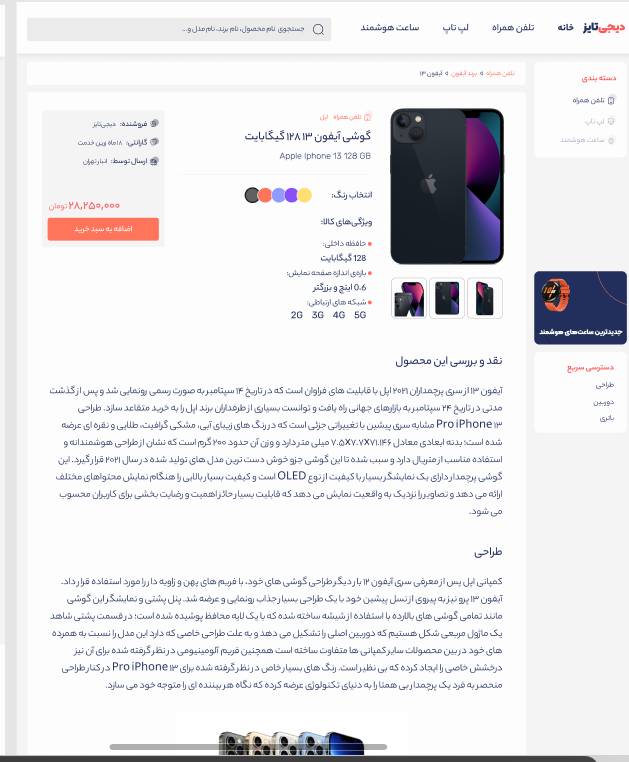 دیجی‌تایز
خانه
تلفن همراه
لپ تاپ
ساعت هوشمند
جستجوی نام محصول، نام برند، نام مدل و...
دسته بندی
تلفن همراه
لپ تاپ
ساعت هوشمند
جدیدترین ساعت‌های هوشمند
دسترسی سریع
طراحی
دوربین
باتری
تلفن همراه » برند آیفون » آیفون ۱۳
تلفن همراه اپل
گوشی آیفون ۱۳ ۱۲۸ گیگابایت
Apple Iphone 13 128 GB
انتخاب رنگ:
ویژگی‌های کالا:
حافظه داخلی:
128 گیگابایت
بازه‌ی اندازه صفحه نمایش:
0.6 اینچ و بزرگتر
شبکه های ارتباطی:
5G 4G 3G 2G
فروشنده: دیجی‌تایز
گارانتی: ۱۸ ماه زرین خدمت
ارسال توسط: انبار تهران
۲۸,۲۵۰,۰۰۰ تومان
اضافه به سبد خرید
نقد و بررسی این محصول
آیفون ۱۳ از سری پرچمداران ۲۰۲۱ اپل با قابلیت های فراوان است که در تاریخ ۱۴ سپتامبر به صورت رسمی رونمایی شد و پس از گذشت
مدتی در تاریخ ۲۴ سپتامبر به بازارهای جهانی راه یافت و توانست بسیاری از طرفداران برند اپل را به خرید متقاعد سازد. طراحی
Pro iPhone ۱۳ مشابه سری پیشین با تغییراتی جزئی است که در رنگ های زیبای آبی، مشکی گرافیت، طلایی و نقره ای عرضه
شده است؛ بدنه ابعادی معادل ۷.۵X۷.۷X۷۱.۱۴۶ میلی متر دارد و وزن آن حدود ۲۰۰ گرم است که نشان از طراحی هوشمندانه و
استفاده مناسب از متریال دارد و سبب شده تا این گوشی جزو خوش دست ترین مدل های تولید شده در سال ۲۰۲۱ قرار گیرد. این
گوشی پرچمدار دارای یک نمایشگر بسیار با کیفیت از نوع OLED است و کیفیت بسیار بالایی را هنگام نمایش محتواهای مختلف
ارائه می دهد و تصاویر را نزدیک به واقعیت نمایش می دهد که قابلیت بسیار حائز اهمیت و رضایت بخشی برای کاربران محسوب
می شود.
طراحی
کمپانی اپل پس از معرفی سری آیفون ۱۲ بار دیگر طراحی گوشی های خود، با فریم های پهن و زاویه دار را مورد استفاده قرار داد.
آیفون ۱۳ پرو نیز به پیروی از نسل پیشین خود با یک طراحی بسیار جذاب رونمایی و عرضه شد. پنل پشتی و نمایشگر این گوشی
مانند تمامی گوشی های بالارده با استفاده از شیشه ساخته شده که با یک لایه محافظ پوشیده شده است؛ در قسمت پشتی شاهد
یک ماژول مربعی شکل هستیم که دوربین اصلی را تشکیل می دهد و به علت طراحی خاصی که دارد این مدل را نسبت به همرده
های خود در بین محصولات سایر کمپانی ها متفاوت ساخته است همچنین فریم آلومینیومی در نظر گرفته شده برای آن نیز
درخشش خاصی را ایجاد کرده که بی نظیر است. رنگ های بسیار خاص در نظر گرفته شده برای Pro iPhone ۱۳ در کنار طراحی
منحصر به فرد یک پرچمدار بی همتا را به دنیای تکنولوژی عرضه کرده که نگاه هر بیننده ای را متوجه خود می سازد.